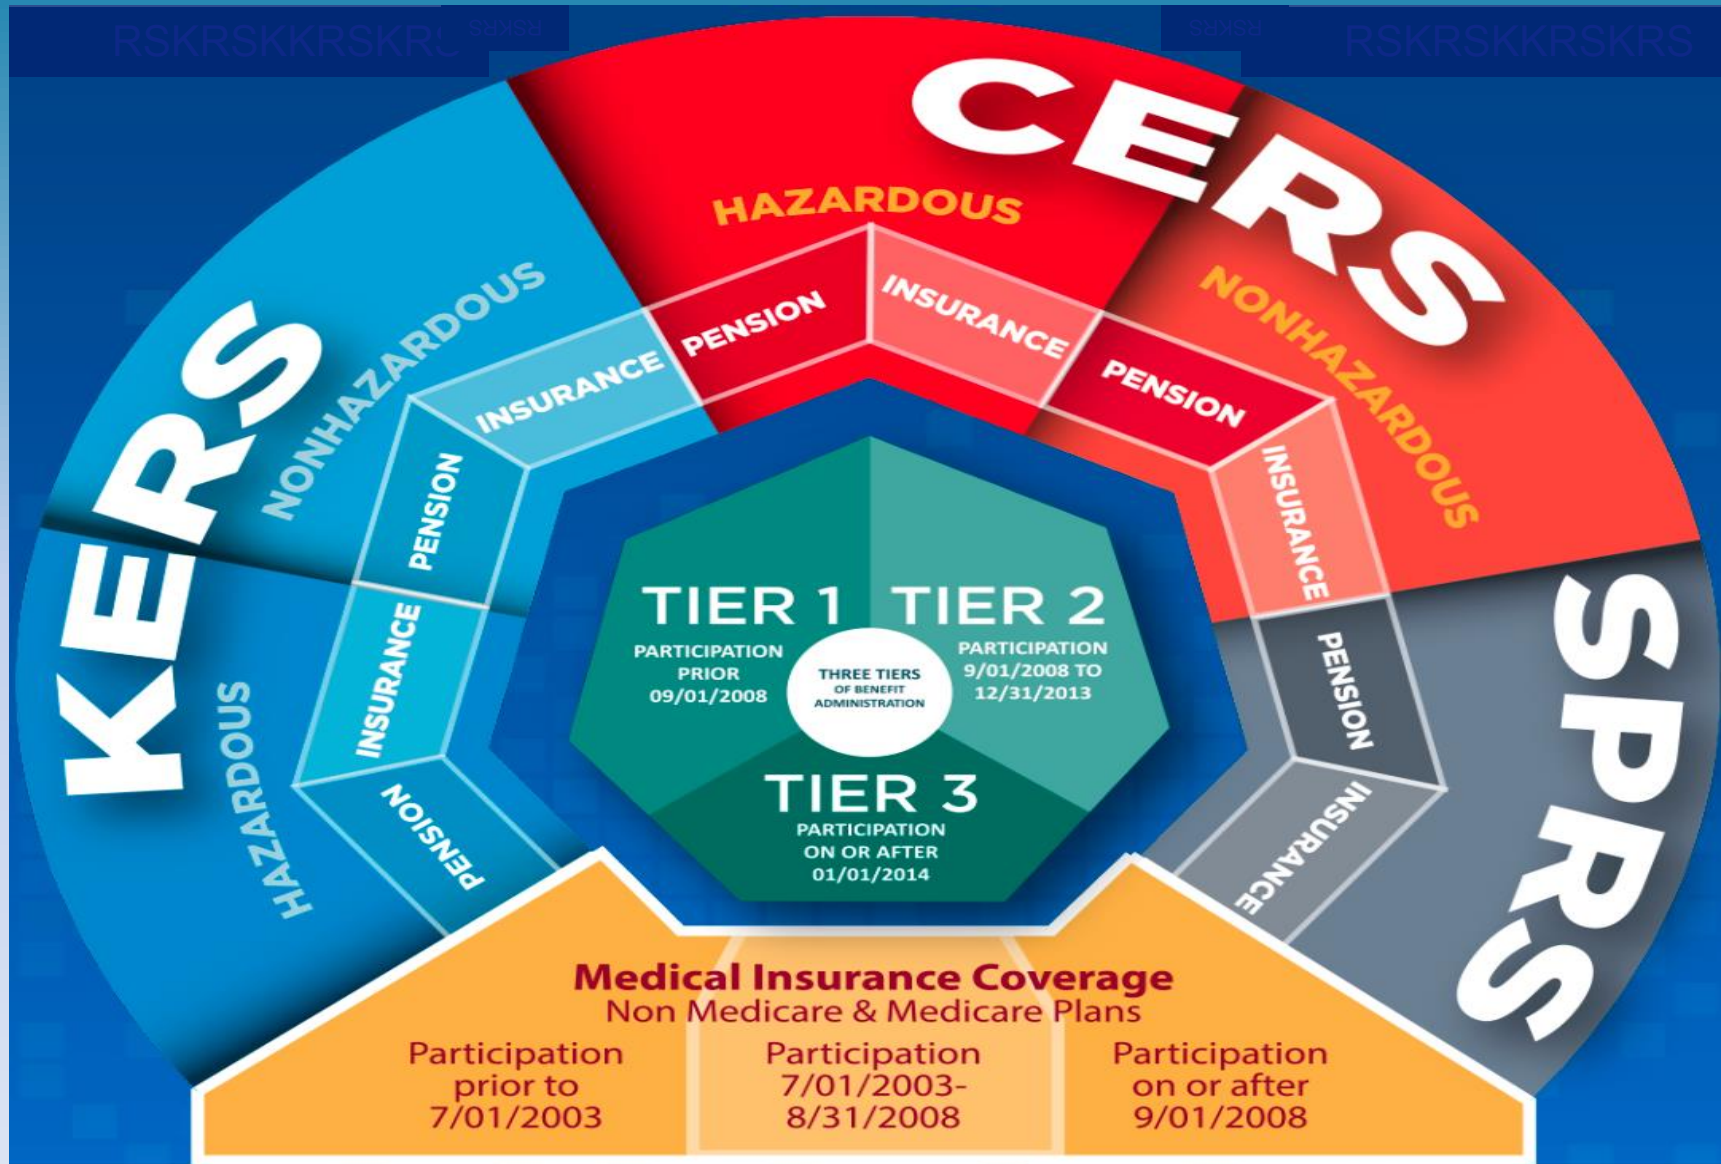 RSKRSKKRSKRS
KERS
NONHAZARDOUS
PENSION
INSURANCE
HAZARDOUS
INSURANCE
PENSION
CERS
HAZARDOUS
PENSION
INSURANCE
NONHAZARDOUS
PENSION
INSURANCE
SPRS
PENSION
INSURANCE
TIER 1
PARTICIPATION
PRIOR
09/01/2008
TIER 2
PARTICIPATION
9/01/2008 TO
12/31/2013
THREE TIERS
OF BENEFIT
ADMINISTRATION
TIER 3
PARTICIPATION
ON OR AFTER
01/01/2014
Medical Insurance Coverage
Non Medicare & Medicare Plans
Participation
prior to
7/01/2003
Participation
7/01/2003-
8/31/2008
Participation
on or after
9/01/2008